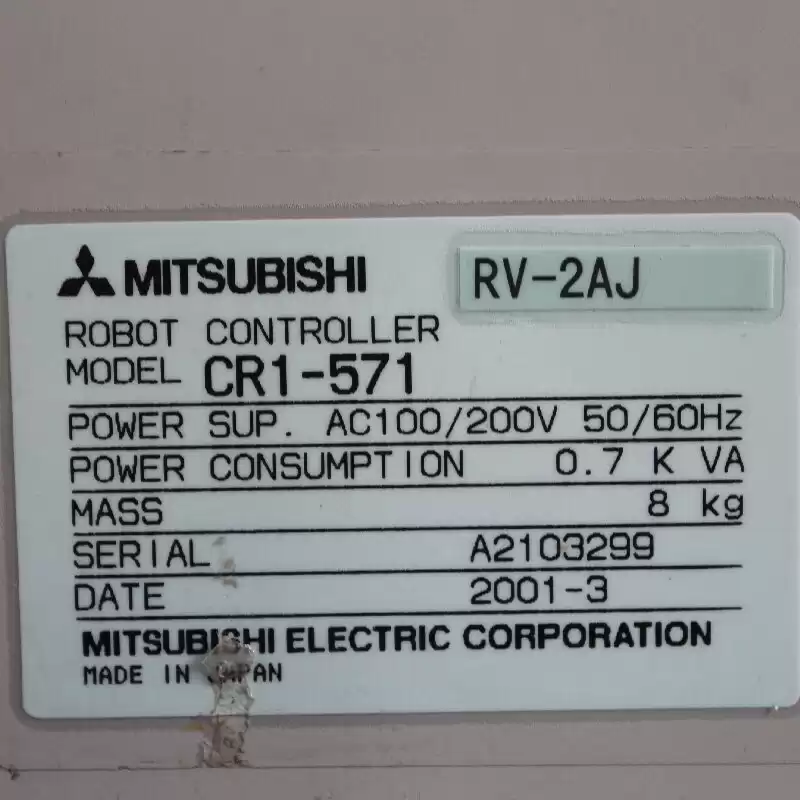 MITSUBISHI RV-2AJ
ROBOT CONTROLLER
MODEL CR1-571
POWER SUP. AC100/200V 50/60Hz
POWER CONSUMPTION 0.7 K VA
MASS 8 kg
SERIAL A2103299
DATE 2001-3
MITSUBISHI ELECTRIC CORPORATION
MADE IN JAPAN